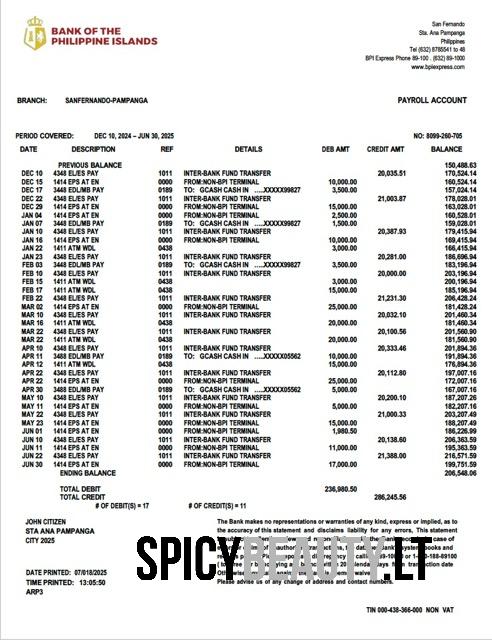 BANK OF THE
PHILIPPINE ISLANDS
San Fernando
Sta. Ana Pampanga
Philippines
Tel (632) 8785541 to 48
BPI Express Phone 89-100 . (632) 89-1000
www.bpiexpress.com
BRANCH: SANFERNANDO-PAMPANGA PAYROLL ACCOUNT
PERIOD COVERED: DEC 10, 2024 – JUN 30, 2025 NO: 8099-260-705
DATE DESCRIPTION REF DETAILS DEB AMT CREDIT AMT BALANCE
PREVIOUS BALANCE 150,488.63
DEC 10 4348 EL/ES PAY 1011 INTER-BANK FUND TRANSFER 20,035.51 170,524.14
DEC 15 1414 EPS AT EN 0000 FROM:NON-BPI TERMINAL 10,000.00 160,524.14
DEC 17 3488 EDL/MB PAY 0189 TO: GCASH CASH IN ....XXXXX99827 3,500.00 157,024.14
DEC 22 4348 EL/ES PAY 1011 INTER-BANK FUND TRANSFER 21,003.87 178,028.01
DEC 29 1414 EPS AT EN 0000 FROM:NON-BPI TERMINAL 15,000.00 163,028.01
JAN 04 1414 EPS AT EN 0000 FROM:NON-BPI TERMINAL 2,500.00 160,528.01
JAN 07 3488 EDL/MB PAY 0189 TO: GCASH CASH IN ....XXXXX99827 1,500.00 159,028.01
JAN 10 4348 EL/ES PAY 1011 INTER-BANK FUND TRANSFER 20,387.93 179,415.94
JAN 16 1414 EPS AT EN 0000 FROM:NON-BPI TERMINAL 10,000.00 169,415.94
JAN 22 1411 ATM WDL 0438 3,000.00 166,415.94
JAN 23 4348 EL/ES PAY 1011 INTER-BANK FUND TRANSFER 20,281.00 186,696.94
FEB 03 3488 EDL/MB PAY 0189 TO: GCASH CASH IN ....XXXXX99827 3,500.00 183,196.94
FEB 10 4348 EL/ES PAY 1011 INTER-BANK FUND TRANSFER 20,000.00 203,196.94
FEB 15 1411 ATM WDL 0438 3,000.00 200,196.94
FEB 17 1411 ATM WDL 0438 15,000.00 185,196.94
FEB 22 4348 EL/ES PAY 1011 INTER-BANK FUND TRANSFER 21,231.30 206,428.24
MAR 02 1414 EPS AT EN 0000 FROM:NON-BPI TERMINAL 25,000.00 181,428.24
MAR 10 4348 EL/ES PAY 1011 INTER-BANK FUND TRANSFER 20,032.10 201,460.34
MAR 16 1411 ATM WDL 0438 20,000.00 201,460.34
MAR 22 4348 EL/ES PAY 1011 INTER-BANK FUND TRANSFER 20,100.56 201,560.90
MAR 22 1411 ATM WDL 0438 20,000.00 201,560.90
APR 10 4348 EL/ES PAY 1011 INTER-BANK FUND TRANSFER 20,333.46 201,894.36
APR 11 3488 EDL/MB PAY 0189 TO: GCASH CASH IN ....XXXXX05562 10,000.00 191,894.36
APR 12 1411 ATM WDL 0438 15,000.00 176,894.36
APR 22 4348 EL/ES PAY 1011 INTER-BANK FUND TRANSFER 20,112.80 197,007.16
APR 22 1414 EPS AT EN 0000 FROM:NON-BPI TERMINAL 25,000.00 172,007.16
APR 30 3488 EDL/MB PAY 0189 TO: GCASH CASH IN ....XXXXX05562 5,000.00 167,007.16
MAY 10 4348 EL/ES PAY 1011 INTER-BANK FUND TRANSFER 20,200.10 187,207.26
MAY 11 1414 EPS AT EN 0000 FROM:NON-BPI TERMINAL 5,000.00 182,207.16
MAY 22 4348 EL/ES PAY 1011 INTER-BANK FUND TRANSFER 21,000.33 203,207.49
MAY 23 1414 EPS AT EN 0000 FROM:NON-BPI TERMINAL 15,000.00 188,207.49
JUN 01 1414 EPS AT EN 0000 FROM:NON-BPI TERMINAL 1,980.50 186,226.99
JUN 10 4348 EL/ES PAY 1011 INTER-BANK FUND TRANSFER 20,138.60 206,363.59
JUN 11 1414 EPS AT EN 0000 FROM:NON-BPI TERMINAL 11,000.00 195,363.59
JUN 22 4348 EL/ES PAY 1011 INTER-BANK FUND TRANSFER 21,388.00 216,571.59
JUN 30 1414 EPS AT EN 0000 FROM:NON-BPI TERMINAL 17,000.00 199,751.59
ENDING BALANCE 206,548.06
TOTAL DEBIT 236,980.50
TOTAL CREDIT 286,245.56
# OF DEBIT(S) = 17 # OF CREDIT(S) = 11
JOHN CITIZEN
STA ANA PAMPANGA
CITY 2025
The Bank makes no representations or warranties of any kind, express or implied, as to
the accuracy of this statement and disclaims liability for any errors, This statement
Please advise us of any change of address and contact numbers.
SPICYBEAUTY.LT
DATE PRINTED: 07/018/2025
TIME PRINTED: 13:05:50
ARP3
TIN 000-438-366-000 NON VAT